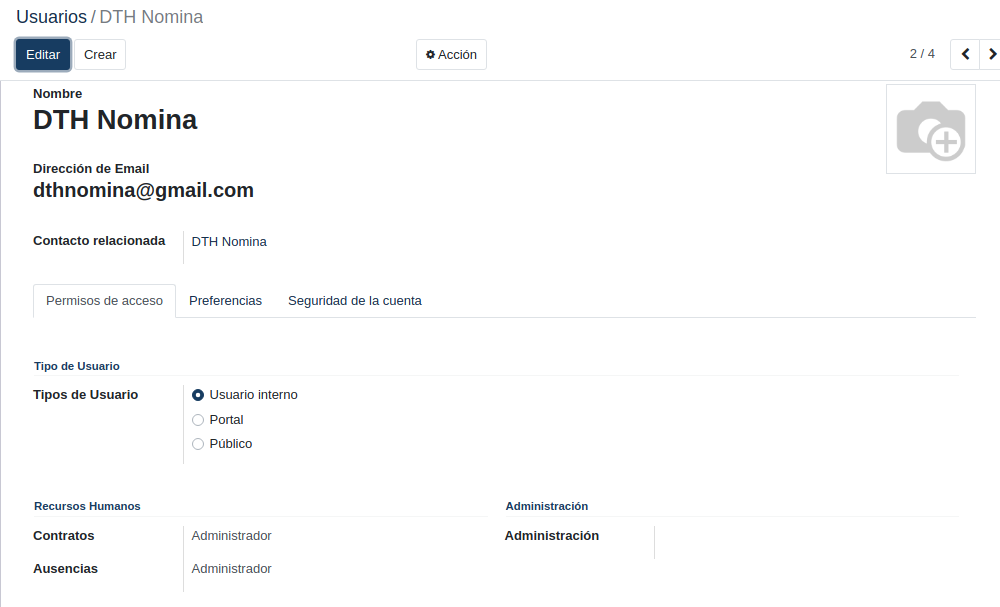 Usuarios / DTH Nomina
Editar Crear Acción 2 / 4
Nombre
DTH Nomina
Dirección de Email
dthnomina@gmail.com
Contacto relacionada DTH Nomina
Permisos de acceso Preferencias Seguridad de la cuenta
Tipo de Usuario
Tipos de Usuario Usuario interno
Portal
Público
Recursos Humanos Administración
Contratos Administrador Administración
Ausencias Administrador